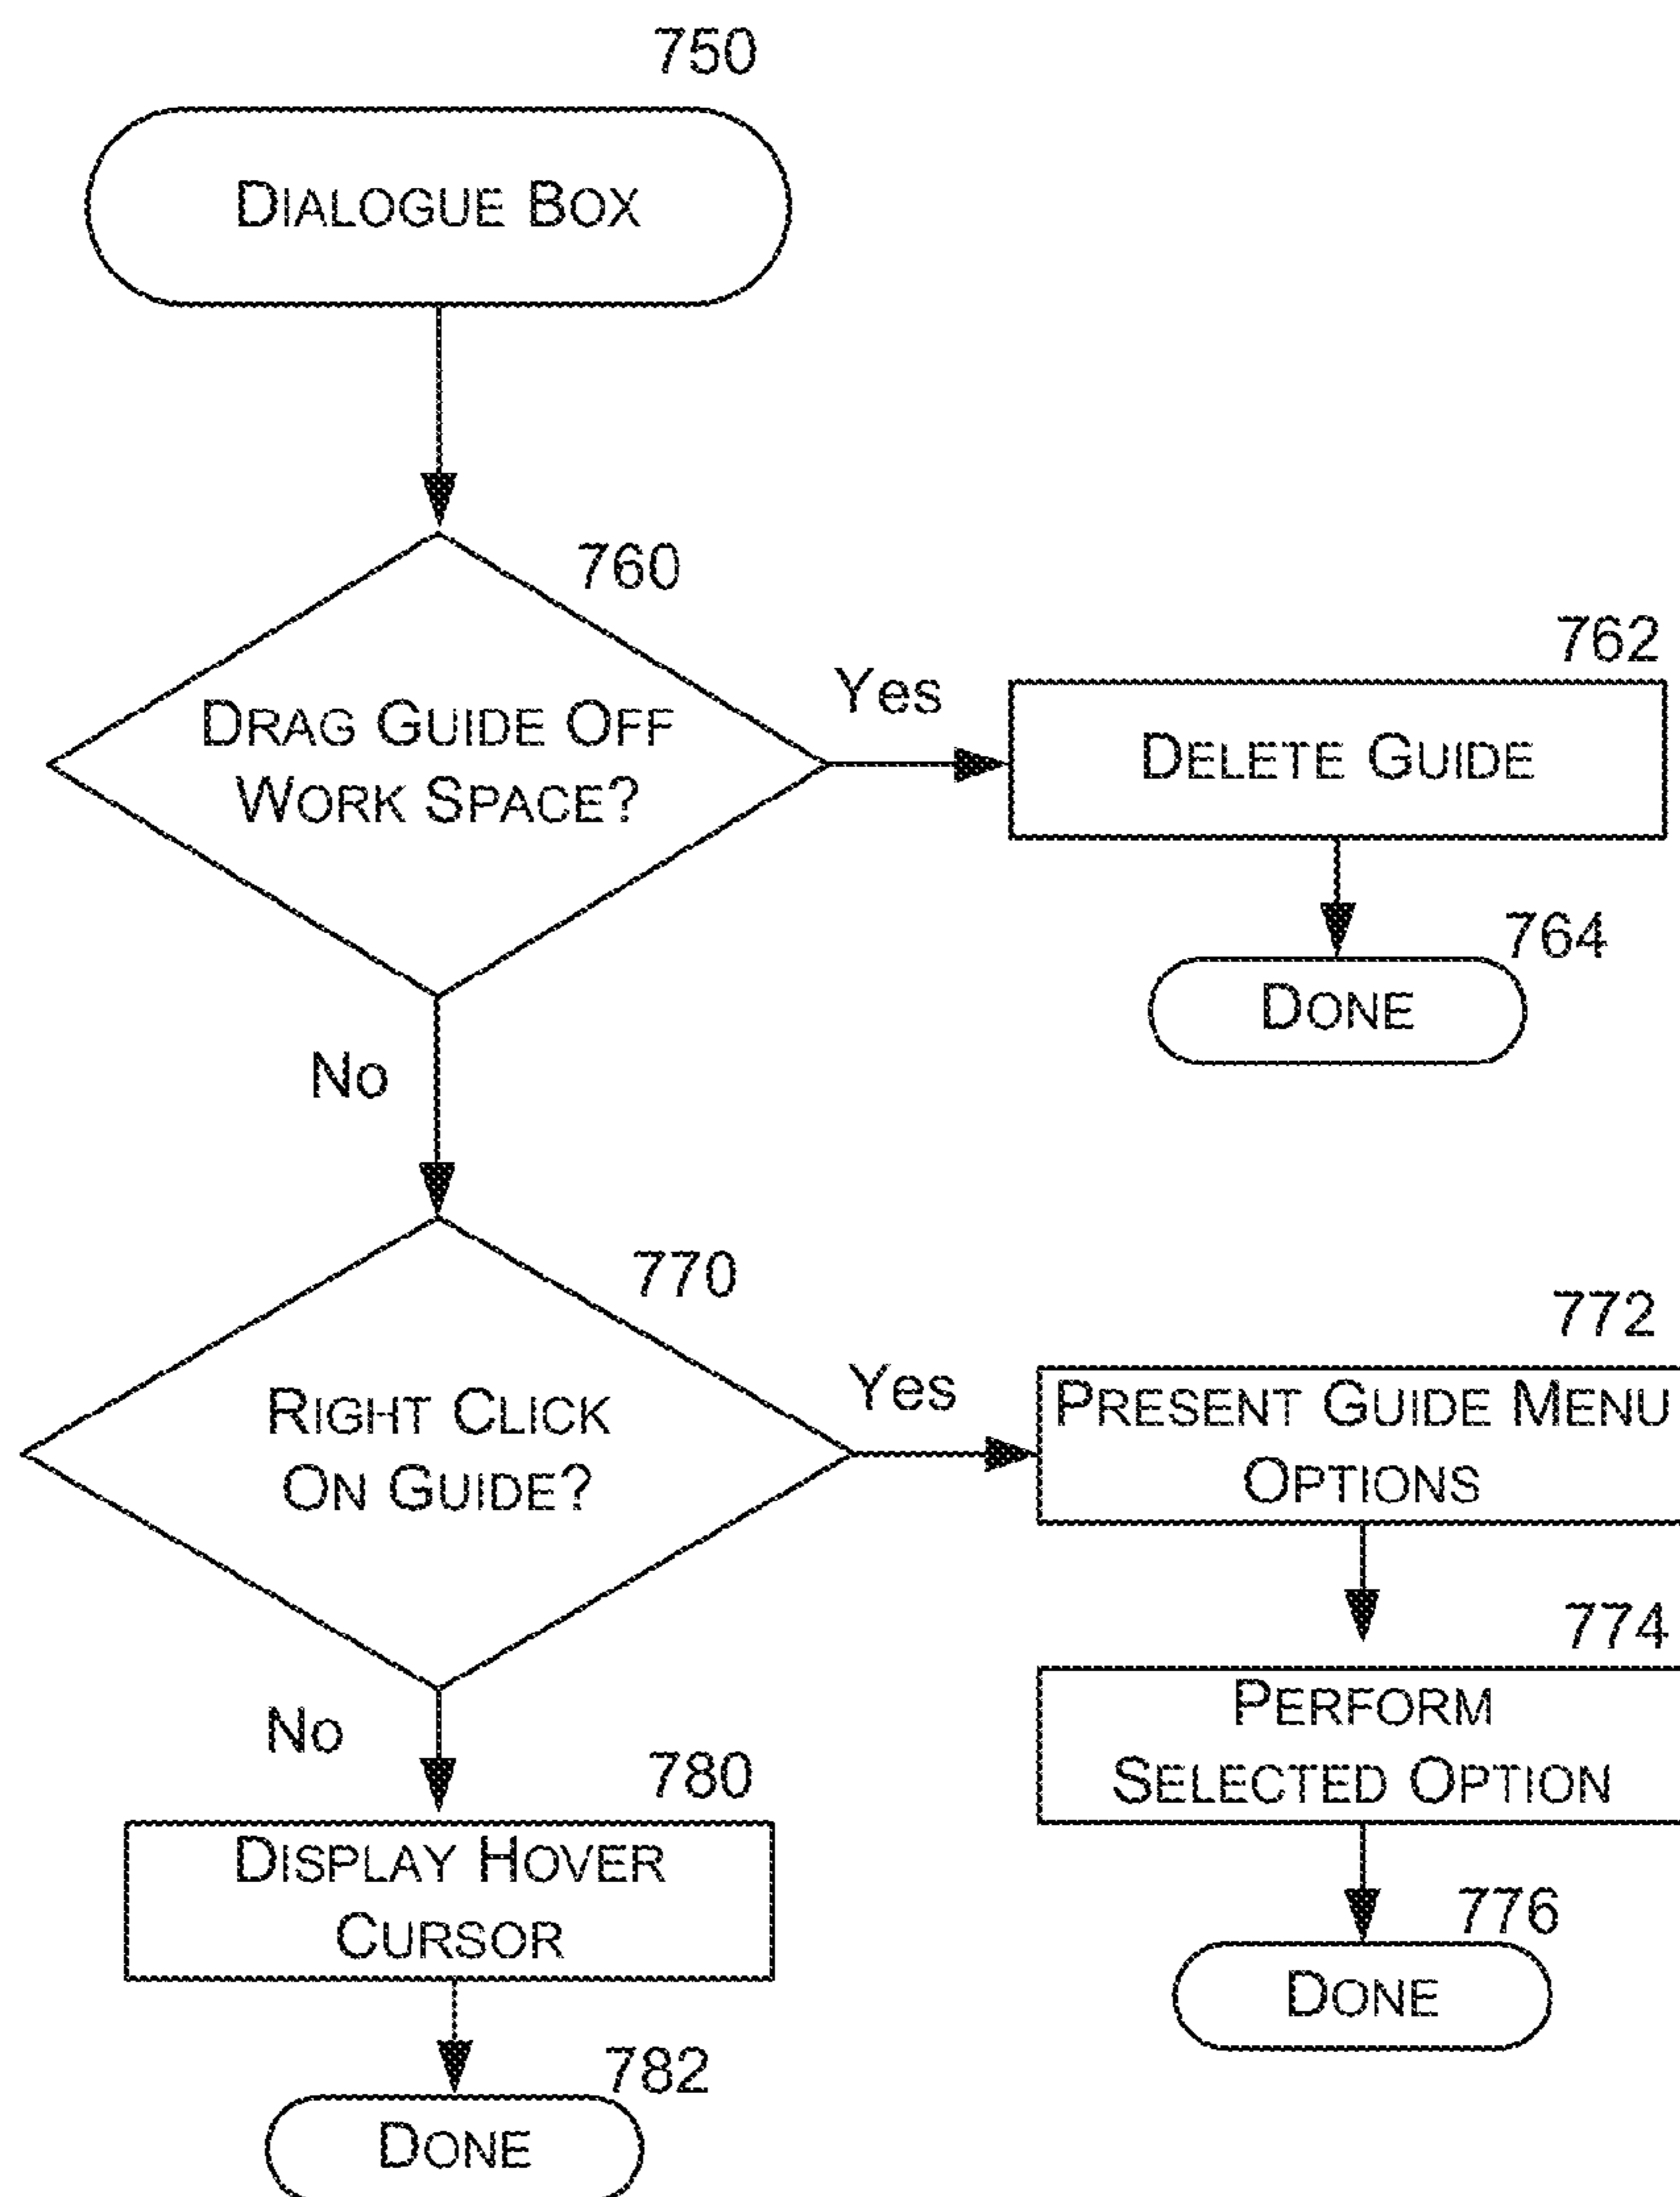 750
DIALOGUE BOX
760
DRAG GUIDE OFF
WORK SPACE?
Yes
762
DELETE GUIDE
764
DONE
No
770
RIGHT CLICK
ON GUIDE?
Yes
772
PRESENT GUIDE MENU
OPTIONS
774
PERFORM
SELECTED OPTION
776
DONE
No
780
DISPLAY HOVER
CURSOR
782
DONE